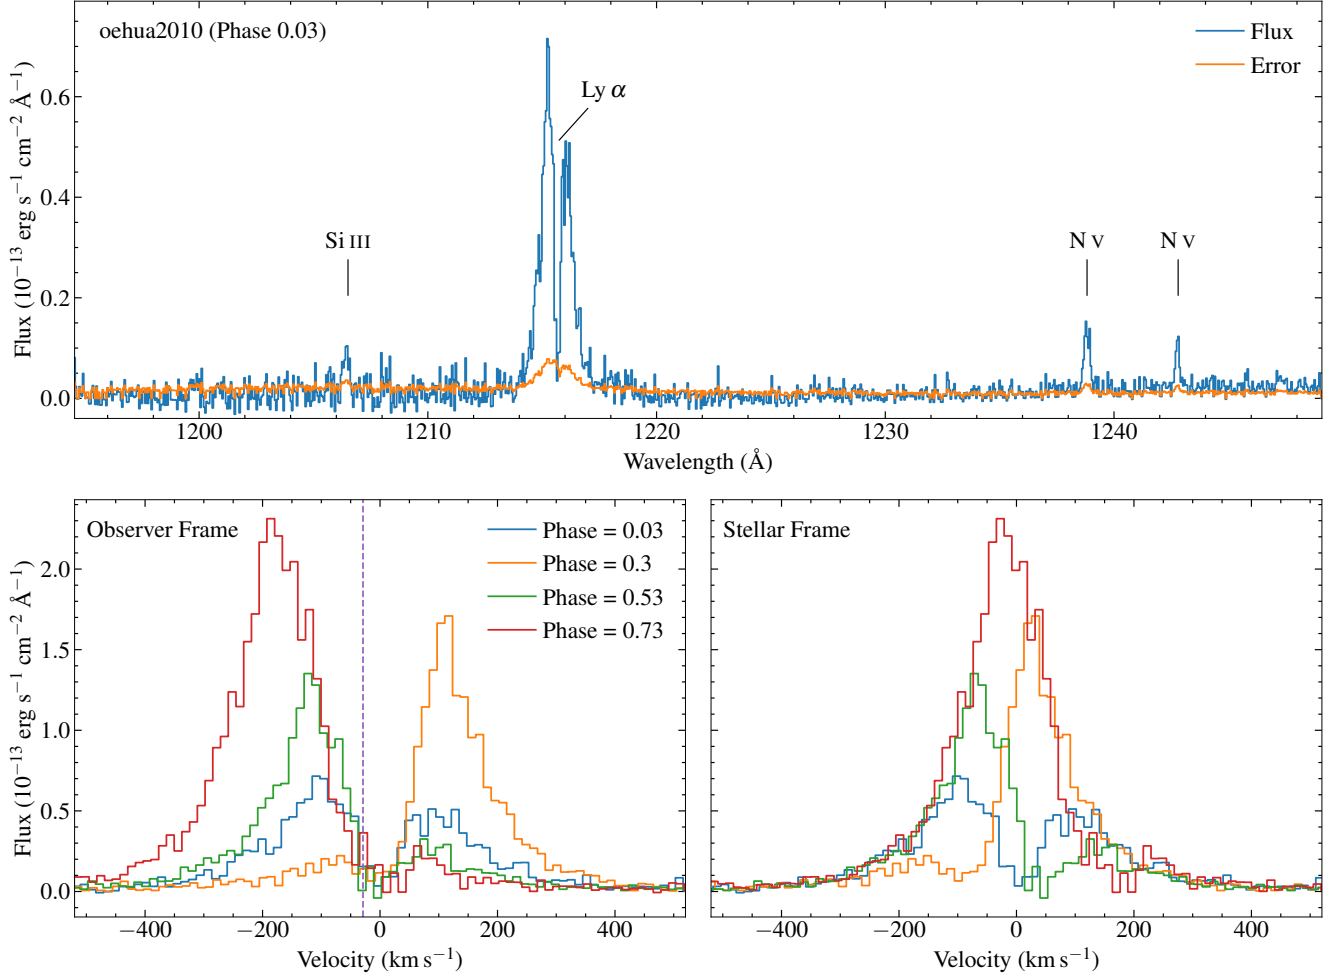 oehua2010 (Phase 0.03)
Flux
Error
Ly α
Si III
N V
N V
Flux (10⁻¹³ erg s⁻¹ cm⁻² Å⁻¹)
0.6
0.4
0.2
0.0
1200
1210
1220
1230
1240
Wavelength (Å)
Observer Frame
Phase = 0.03
Phase = 0.3
Phase = 0.53
Phase = 0.73
Flux (10⁻¹³ erg s⁻¹ cm⁻² Å⁻¹)
2.0
1.5
1.0
0.5
0.0
−400
−200
0
200
400
Velocity (km s⁻¹)
Stellar Frame
−400
−200
0
200
400
Velocity (km s⁻¹)